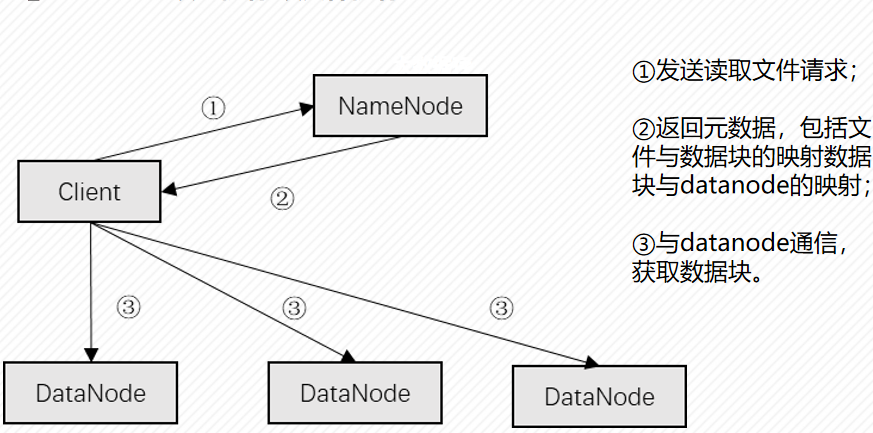 ①
NameNode
Client
②
③
③
③
DataNode
DataNode
DataNode
①发送读取文件请求；
②返回元数据，包括文
件与数据块的映射数据
块与datanode的映射；
③与datanode通信，
获取数据块。